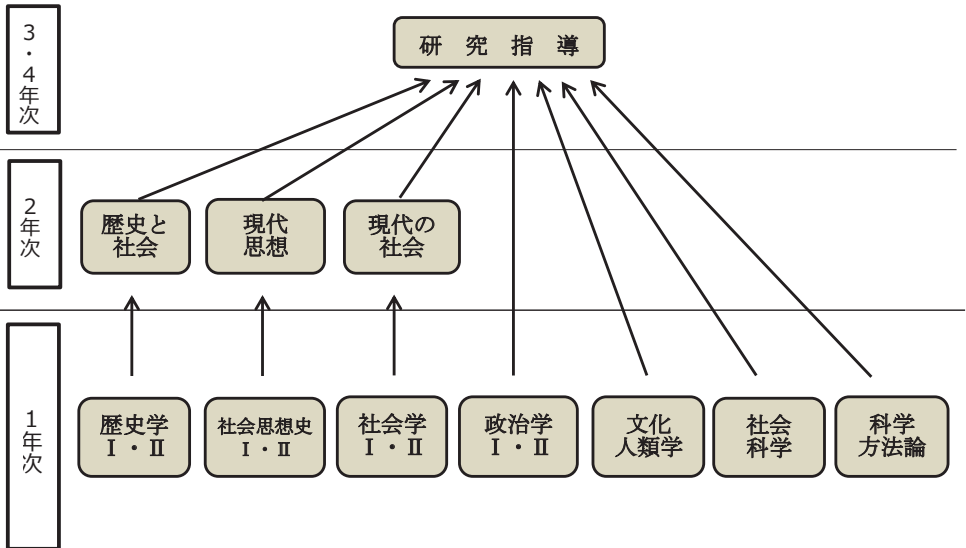 3・4年次
研究指導
2年次
歴史と
社会
現代
思想
現代の
社会
1年次
歴史学
Ⅰ・Ⅱ
社会思想史
Ⅰ・Ⅱ
社会学
Ⅰ・Ⅱ
政治学
Ⅰ・Ⅱ
文化
人類学
社会
科学
科学
方法論